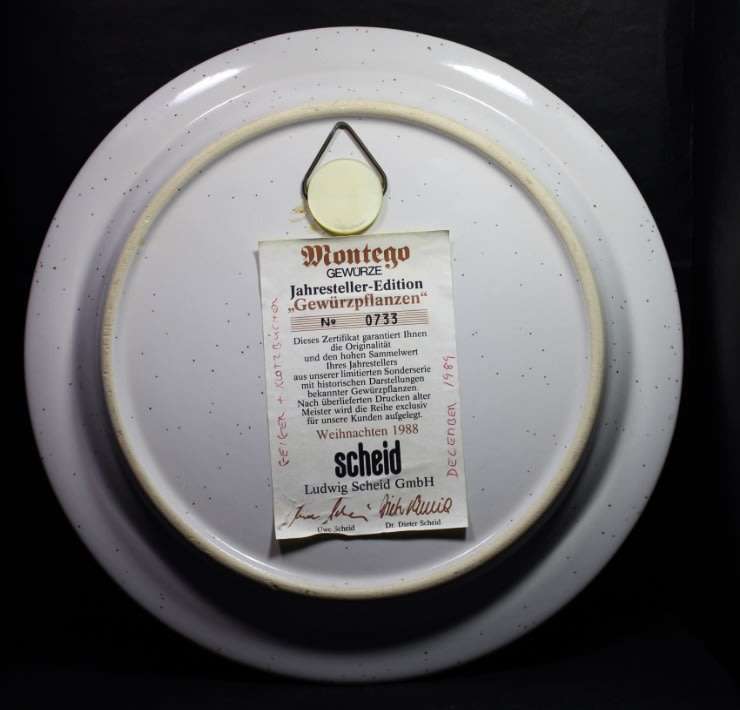 Montego
GEWÜRZE
Jahresteller-Edition
„Gewürzpflanzen“
No 0733
Dieses Zertifikat garantiert Ihnen
die Originalität
und den hohen Sammelwert
Ihres Jahrestellers
aus unserer limitierten Sonderserie
mit historischen Darstellungen
bekannter Gewürzpflanzen.
Nach überlieferten Drucken alter
Meister wird die Reihe exclusiv
für unsere Kunden aufgelegt.
Weihnachten 1988
scheid
Ludwig Scheid GmbH
Uwe Scheid Dr. Dieter Scheid
GEIGER + KLOTZBÜCHER
DECEMBER 1989